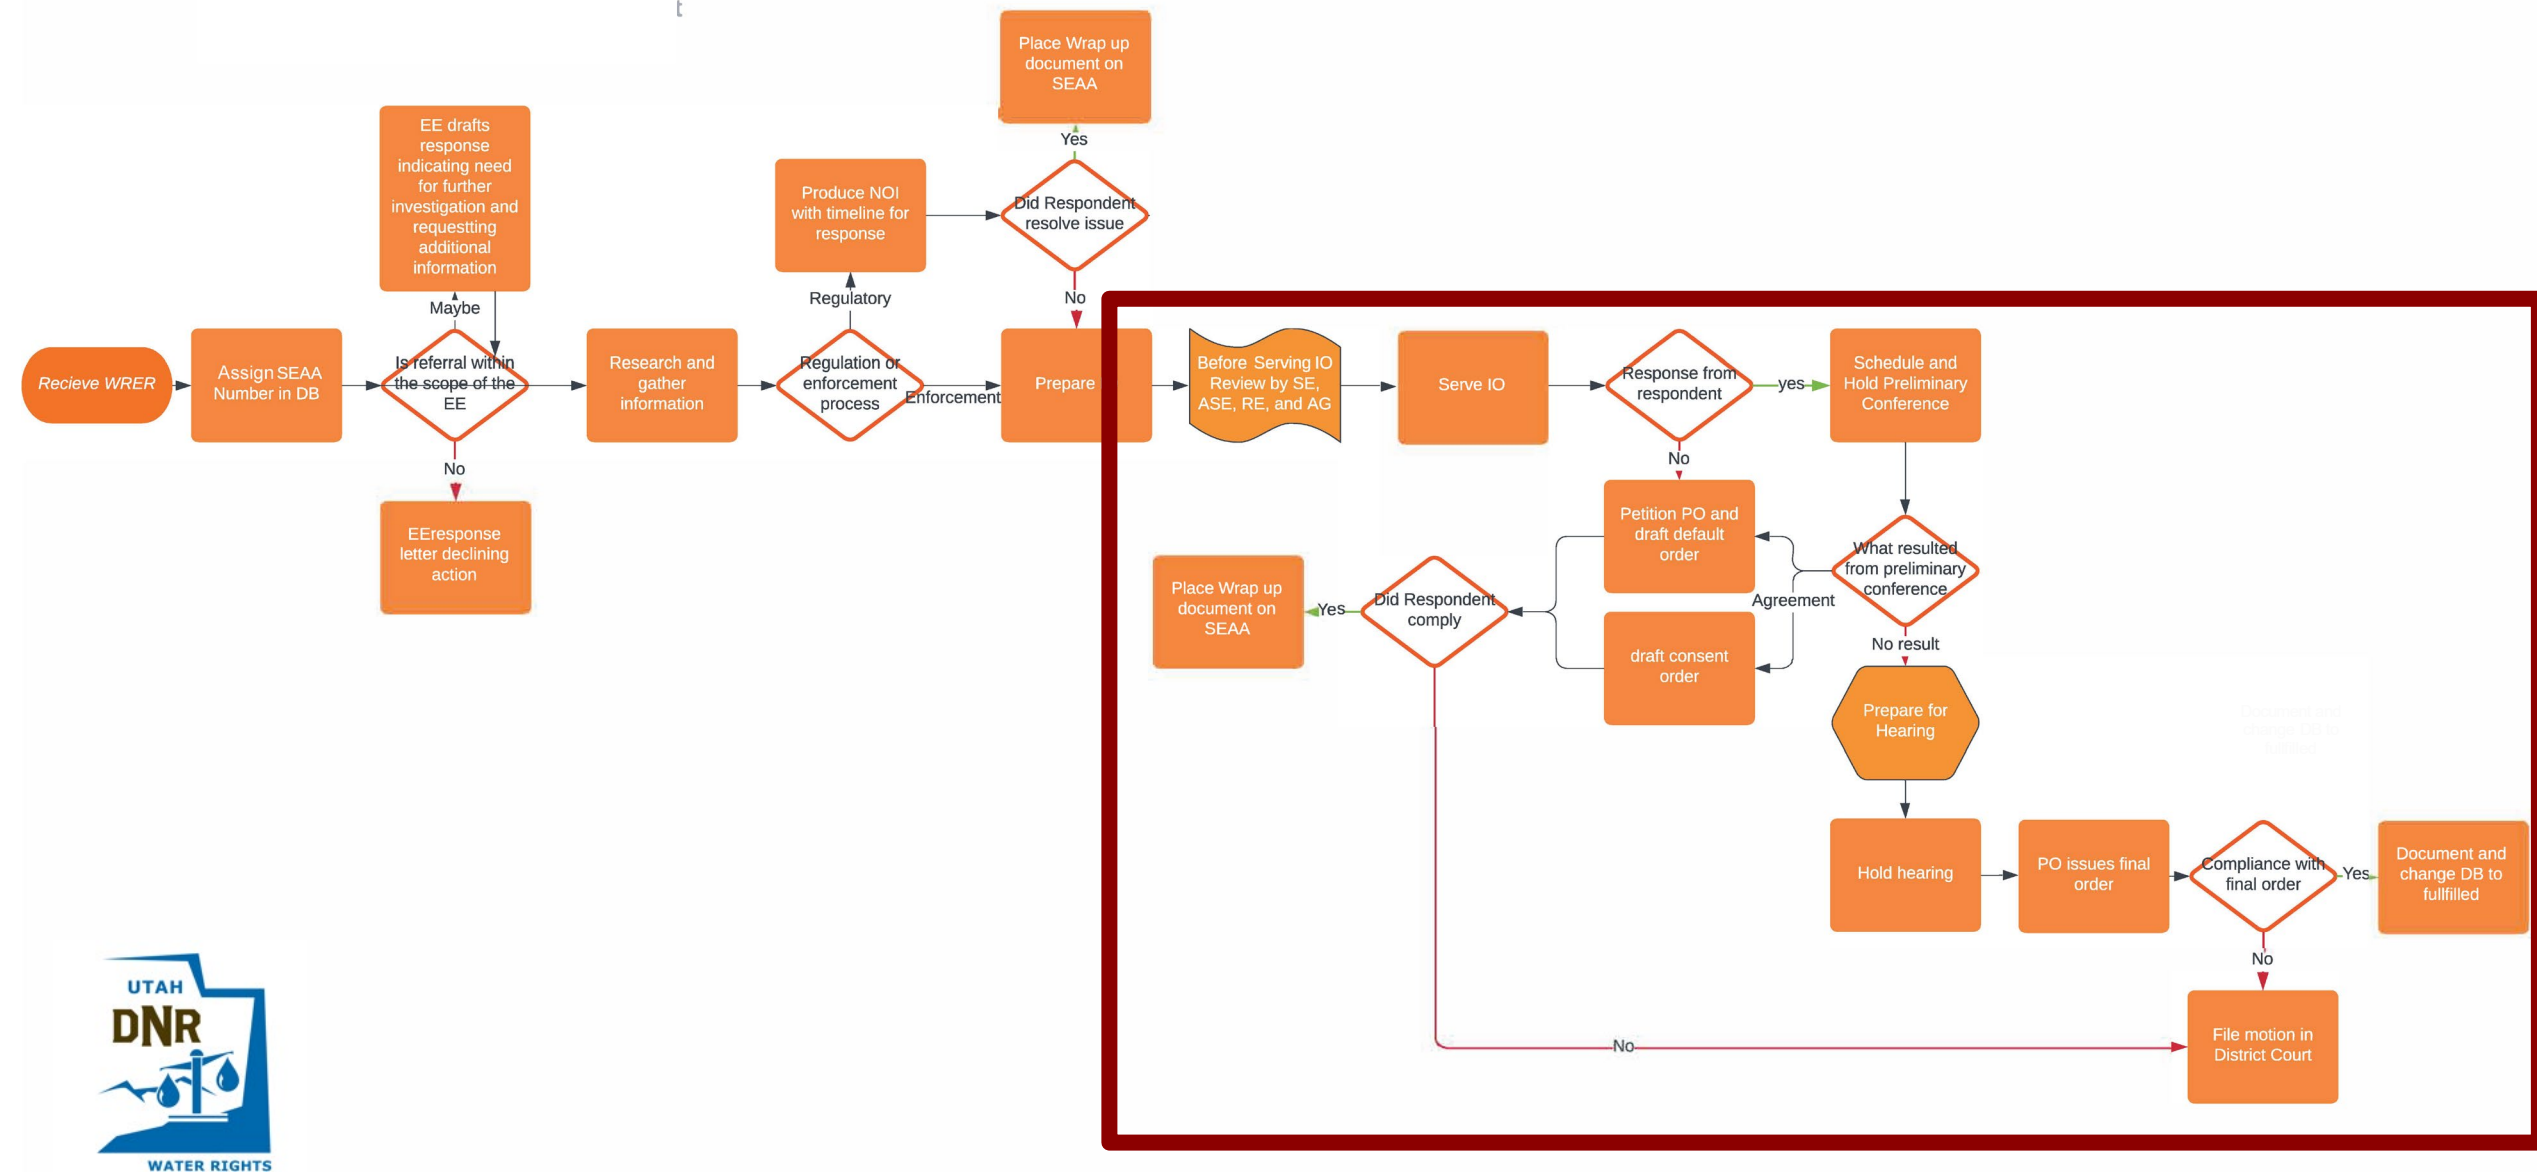 t
Place Wrap up
document on
SEAA
EE drafts
response
indicating need
for further
investigation and
requestting
additional
information
Yes
Produce NOI
with timeline for
response
Did Respondent
resolve issue
Maybe
Regulatory
No
Recieve WRER
Assign SEAA
Number in DB
Is referral within
the scope of the
EE
Research and
gather
information
Regulation or
enforcement
process
Enforcement
Prepare
Before Serving IO
Review by SE,
ASE, RE, and AG
Serve IO
Response from
respondent
yes
Schedule and
Hold Preliminary
Conference
No
EEresponse
letter declining
action
No
Petition PO and
draft default
order
What resulted
from preliminary
conference
Agreement
Place Wrap up
document on
SEAA
Yes
Did Respondent
comply
draft consent
order
No result
Prepare for
Hearing
Hold hearing
PO issues final
order
Compliance with
final order
Yes
Document and
change DB to
fullfilled
No
File motion in
District Court
No
UTAH
DNR
WATER RIGHTS